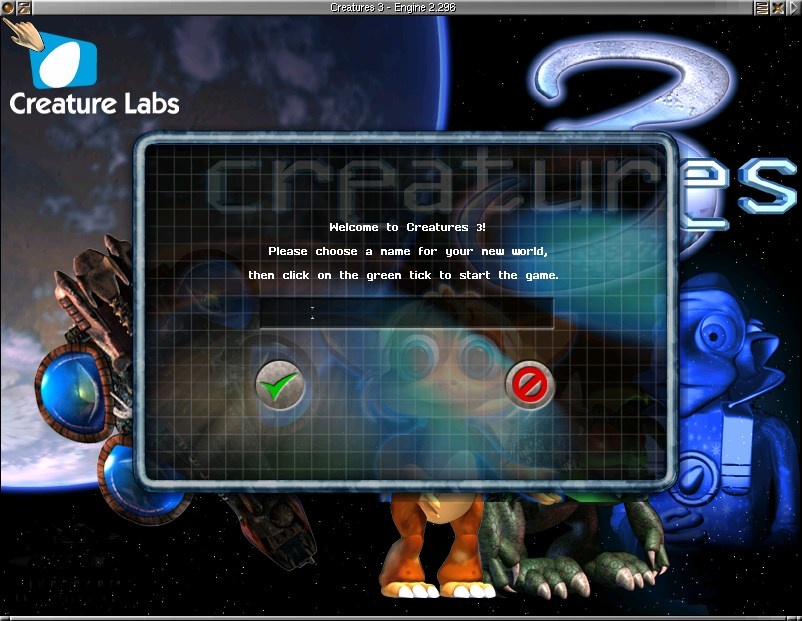 Creatures 3 - Engine 2.296
Creature Labs
3
creatures
Welcome to Creatures 3!
Please choose a name for your new world,
then click on the green tick to start the game.